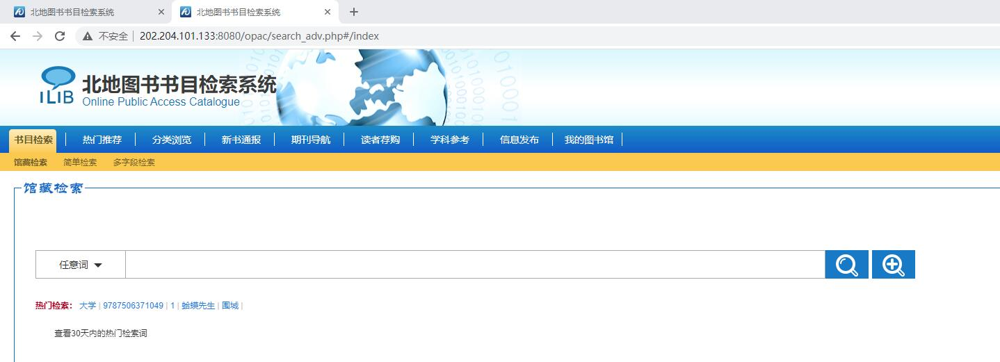 北地图书书目检索系统 北地图书书目检索系统
不安全 202.204.101.133:8080/opac/search_adv.php#/index
ILIB 北地图书书目检索系统
Online Public Access Catalogue
书目检索 热门推荐 分类浏览 新书通报 期刊导航 读者荐购 学科参考 信息发布 我的图书馆
馆藏检索 简单检索 多字段检索
馆藏检索
任意词
热门检索： 大学 | 9787506371049 | 1 | 蛤蟆先生 | 围城 |
查看30天内的热门检索词